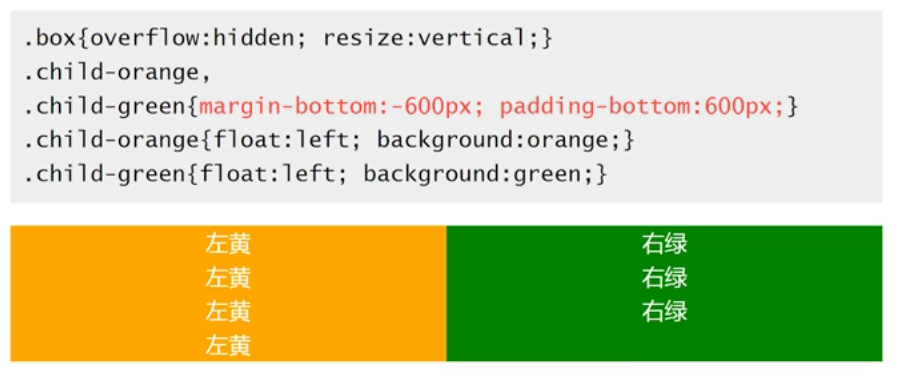 .box{overflow:hidden; resize:vertical;}
.child-orange,
.child-green{margin-bottom:-600px; padding-bottom:600px;}
.child-orange{float:left; background:orange;}
.child-green{float:left; background:green;}
左黄 右绿
左黄 右绿
左黄 右绿
左黄